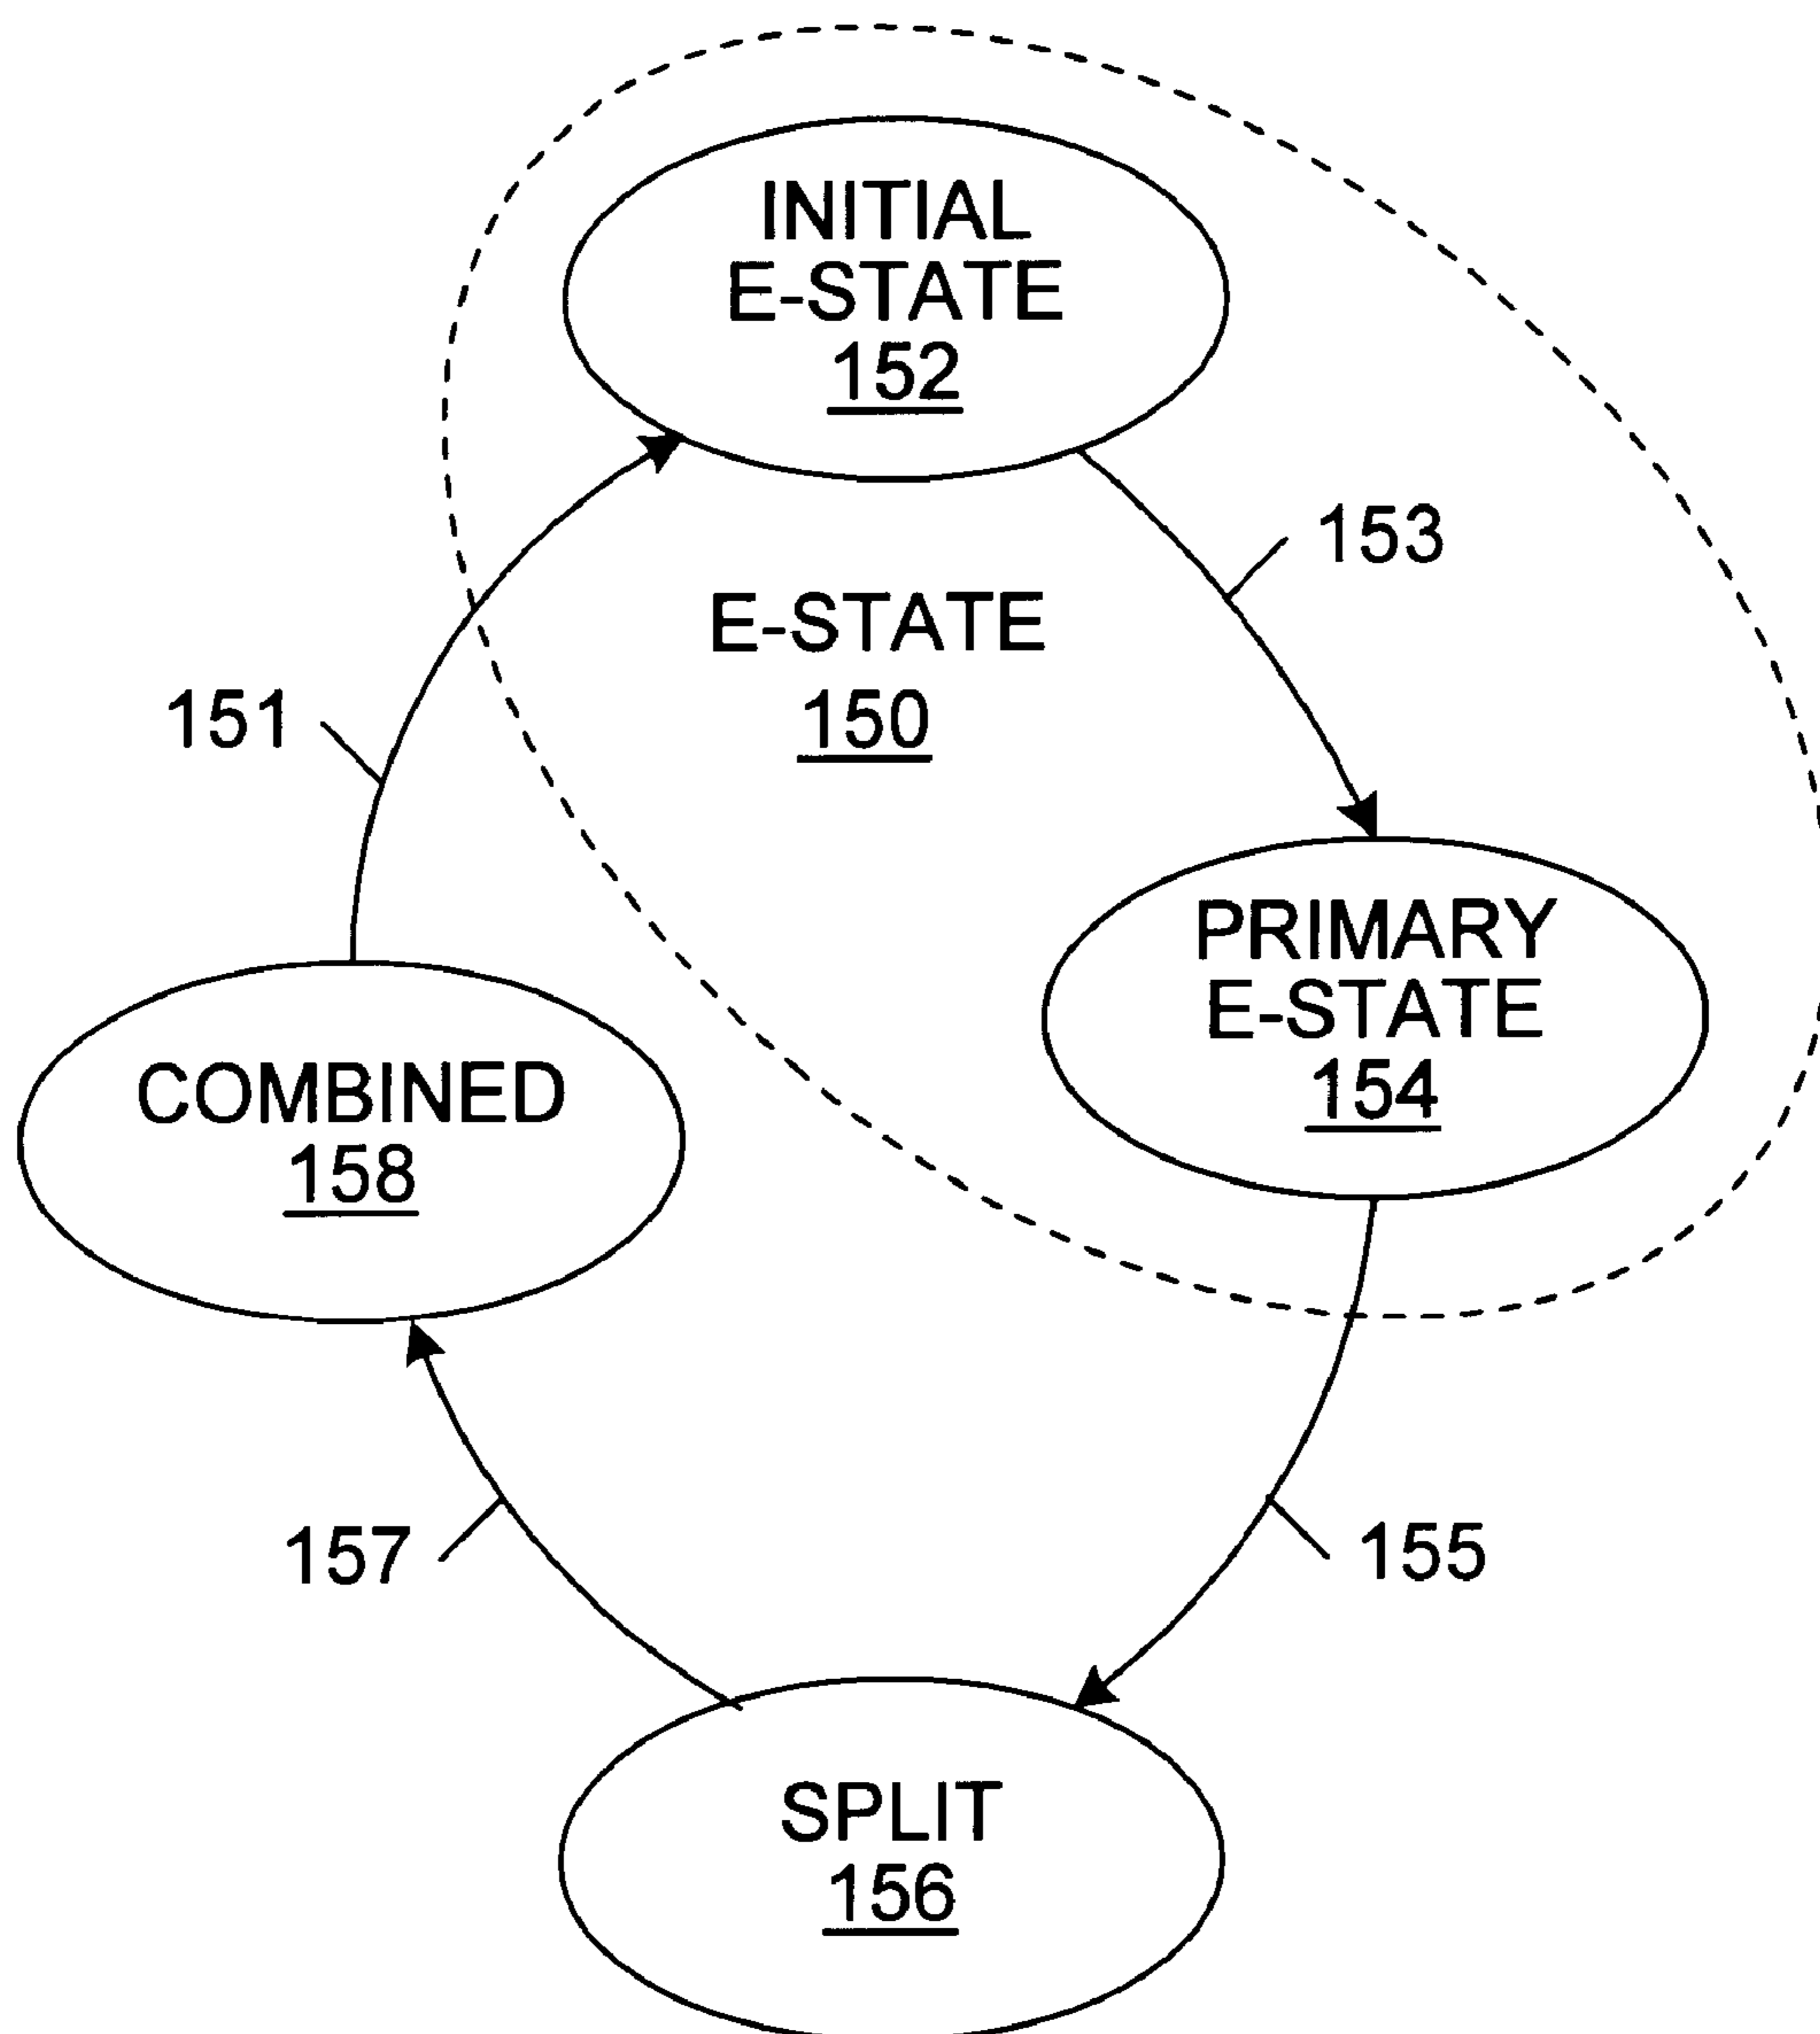 INITIAL
E-STATE
152
153
E-STATE
150
151
PRIMARY
E-STATE
154
COMBINED
158
157
155
SPLIT
156